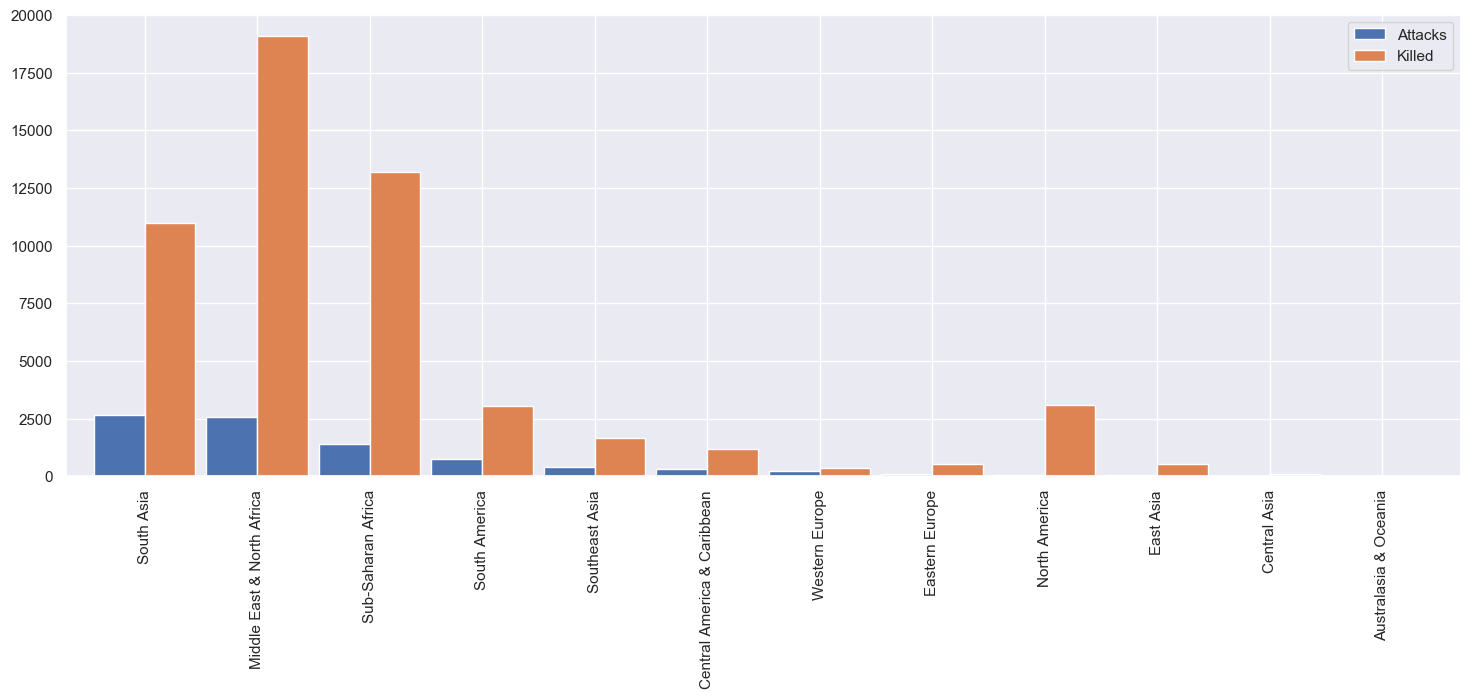 20000
17500
15000
12500
10000
7500
5000
2500
0
Attacks
Killed
South Asia
Middle East & North Africa
Sub-Saharan Africa
South America
Southeast Asia
Central America & Caribbean
Western Europe
Eastern Europe
North America
East Asia
Central Asia
Australasia & Oceania